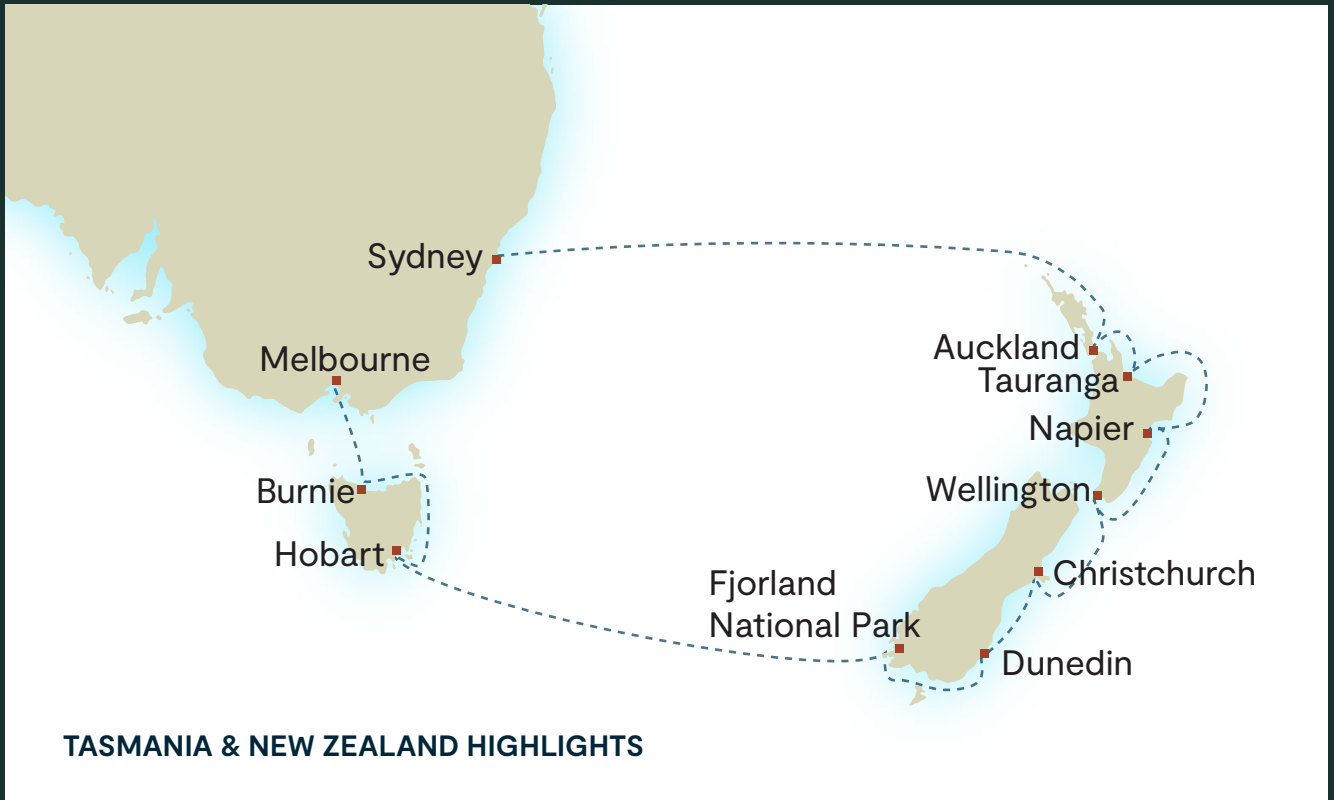 Sydney
Melbourne
Auckland
Tauranga
Napier
Burnie
Wellington
Hobart
Christchurch
Fjorland
National Park
Dunedin
TASMANIA & NEW ZEALAND HIGHLIGHTS